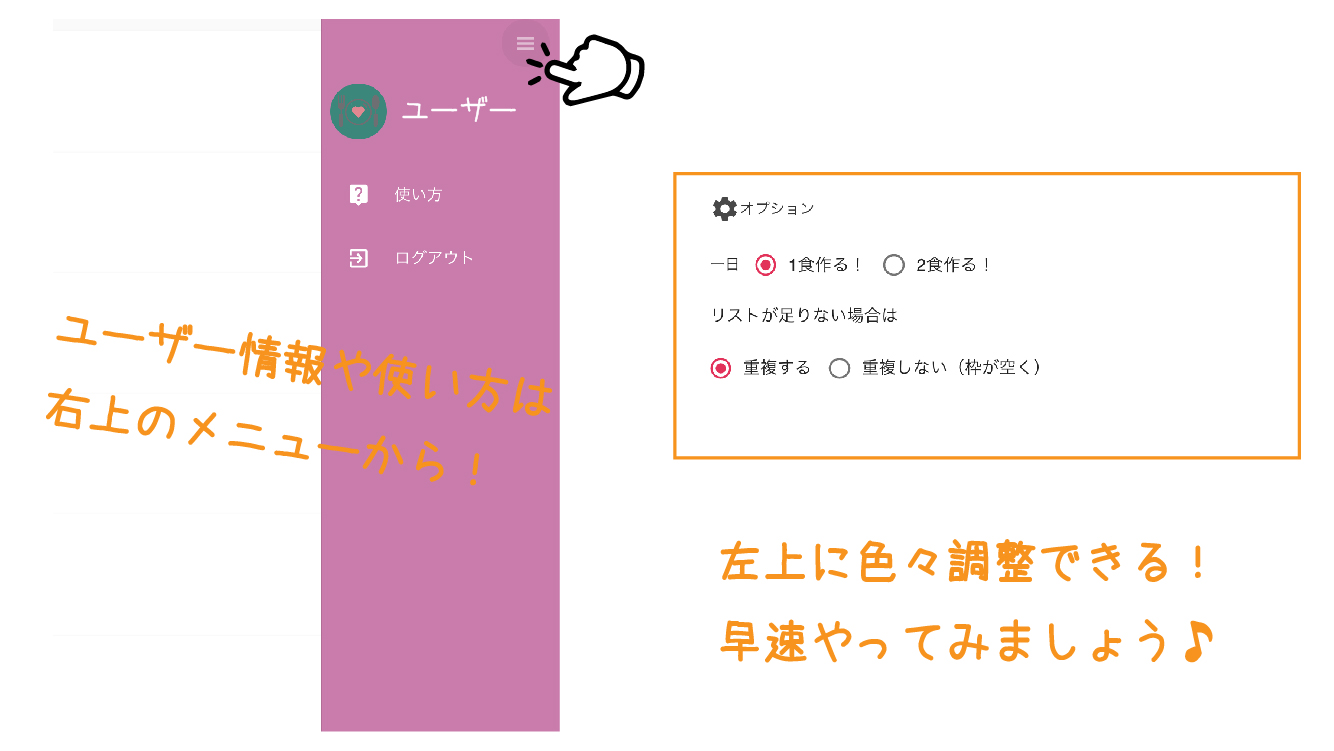 ユーザー
使い方
ログアウト
ユーザー情報や使い方は
右上のメニューから！
オプション
一日 1食作る！ 2食作る！
リストが足りない場合は
重複する 重複しない（枠が空く）
左上に色々調整できる！
早速やってみましょう♪